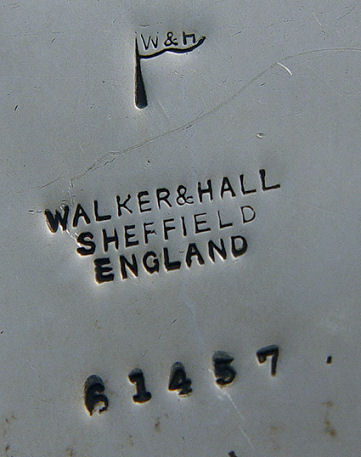 W&H
WALKER&HALL
SHEFFIELD
ENGLAND
61457